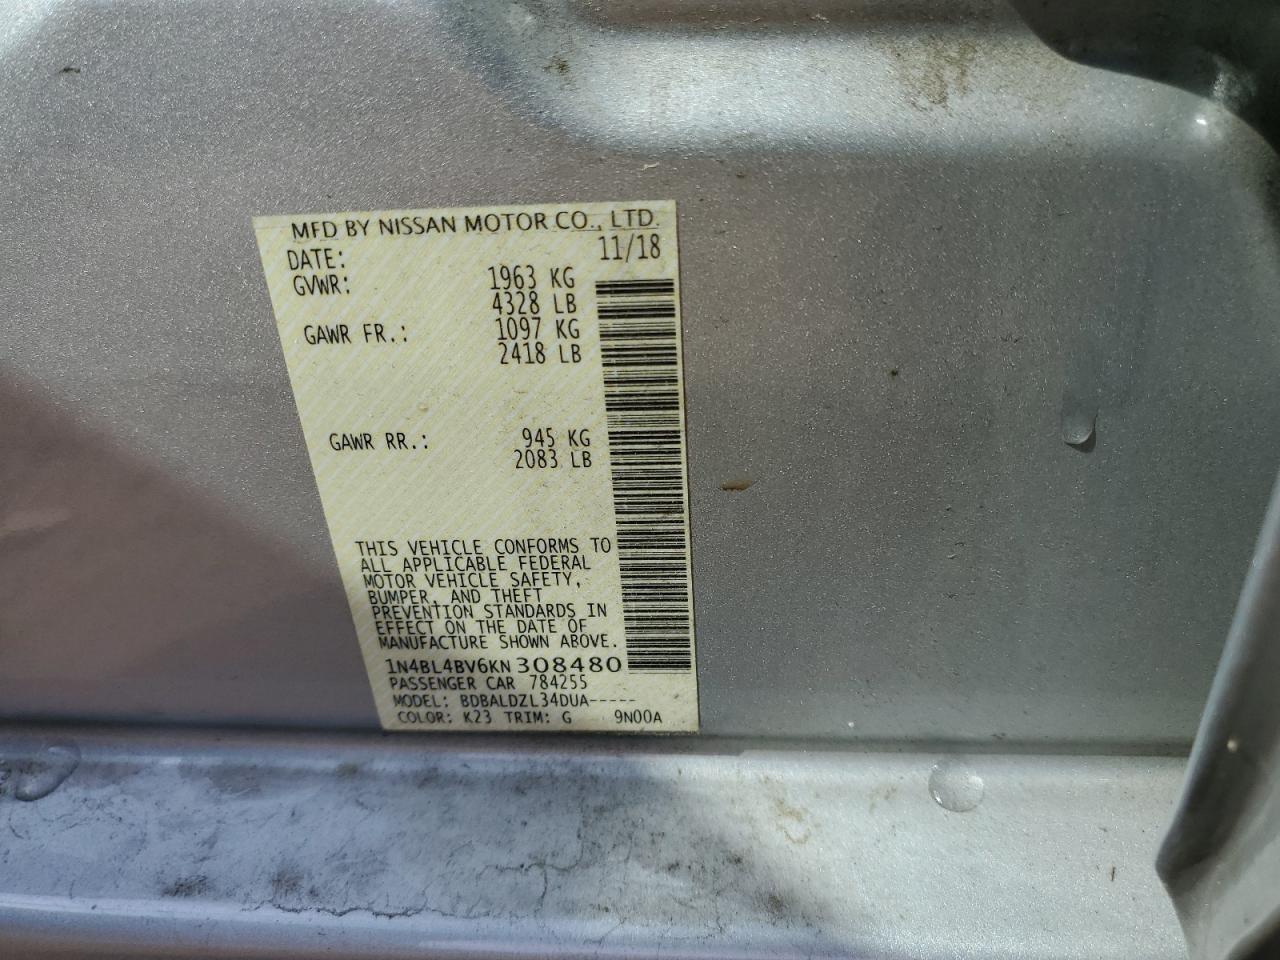 MFD BY NISSAN MOTOR CO., LTD.
DATE: 11/18
GVWR: 1963 KG
4328 LB
GAWR FR.: 1097 KG
2418 LB
GAWR RR.: 945 KG
2083 LB
THIS VEHICLE CONFORMS TO
ALL APPLICABLE FEDERAL
MOTOR VEHICLE SAFETY,
BUMPER, AND THEFT
PREVENTION STANDARDS IN
EFFECT ON THE DATE OF
MANUFACTURE SHOWN ABOVE.
1N4BL4BV6KN308480
PASSENGER CAR 784255
MODEL: BDBALDZL34DUA-----
COLOR: K23 TRIM: G 9N00A